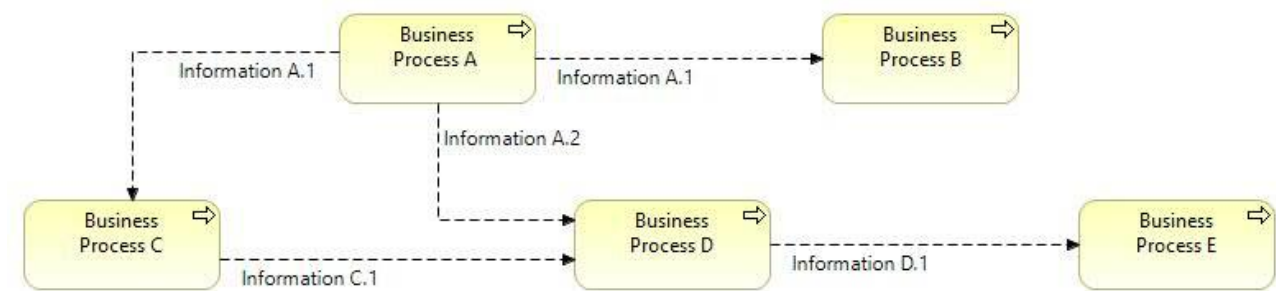 Business
Process A
Business
Process B
Information A.1
Information A.1
Information A.2
Business
Process C
Business
Process D
Business
Process E
Information C.1
Information D.1